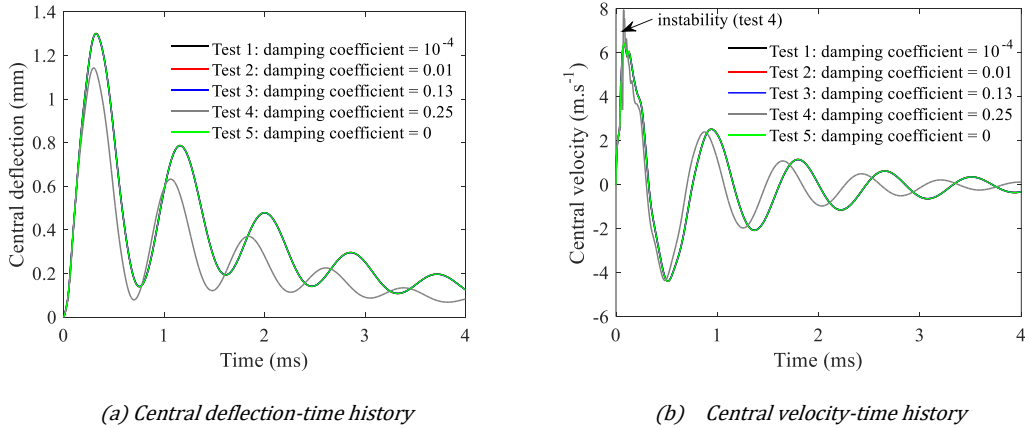 Central deflection (mm)
1.4
1.2
1
0.8
0.6
0.4
0.2
0
Test 1: damping coefficient = 10⁻⁴
Test 2: damping coefficient = 0.01
Test 3: damping coefficient = 0.13
Test 4: damping coefficient = 0.25
Test 5: damping coefficient = 0
0 1 2 3 4
Time (ms)
(a) Central deflection-time history
Central velocity (m.s⁻¹)
8
6
4
2
0
-2
-4
-6
instability (test 4)
Test 1: damping coefficient = 10⁻⁴
Test 2: damping coefficient = 0.01
Test 3: damping coefficient = 0.13
Test 4: damping coefficient = 0.25
Test 5: damping coefficient = 0
0 1 2 3 4
Time (ms)
(b) Central velocity-time history